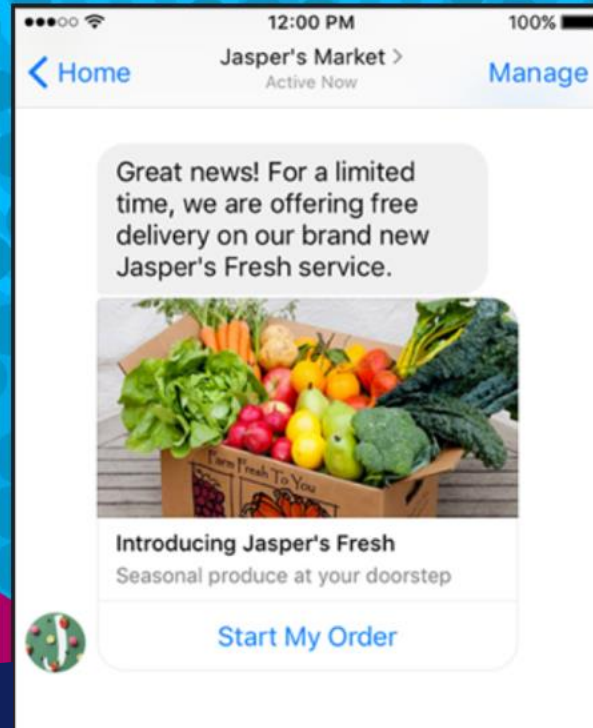 12:00 PM
100%
Home
Jasper's Market >
Active Now
Manage
Great news! For a limited
time, we are offering free
delivery on our brand new
Jasper's Fresh service.
Farm Fresh To You
Introducing Jasper's Fresh
Seasonal produce at your doorstep
J
Start My Order